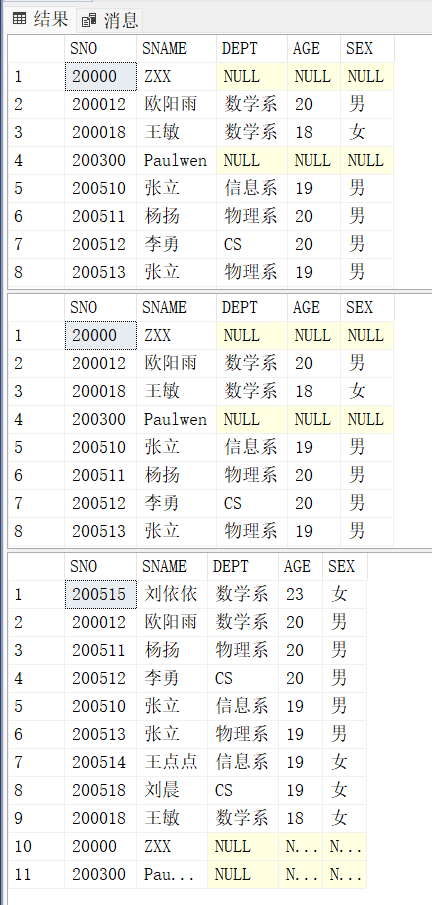 结果 消息
SNO SNAME DEPT AGE SEX
1 20000 ZXX NULL NULL NULL
2 200012 欧阳雨 数学系 20 男
3 200018 王敏 数学系 18 女
4 200300 Paulwen NULL NULL NULL
5 200510 张立 信息系 19 男
6 200511 杨扬 物理系 20 男
7 200512 李勇 CS 20 男
8 200513 张立 物理系 19 男
SNO SNAME DEPT AGE SEX
1 20000 ZXX NULL NULL NULL
2 200012 欧阳雨 数学系 20 男
3 200018 王敏 数学系 18 女
4 200300 Paulwen NULL NULL NULL
5 200510 张立 信息系 19 男
6 200511 杨扬 物理系 20 男
7 200512 李勇 CS 20 男
8 200513 张立 物理系 19 男
SNO SNAME DEPT AGE SEX
1 200515 刘依依 数学系 23 女
2 200012 欧阳雨 数学系 20 男
3 200511 杨扬 物理系 20 男
4 200512 李勇 CS 20 男
5 200510 张立 信息系 19 男
6 200513 张立 物理系 19 男
7 200514 王点点 信息系 19 女
8 200518 刘晨 CS 19 女
9 200018 王敏 数学系 18 女
10 20000 ZXX NULL N... N...
11 200300 Pau... NULL N... N...